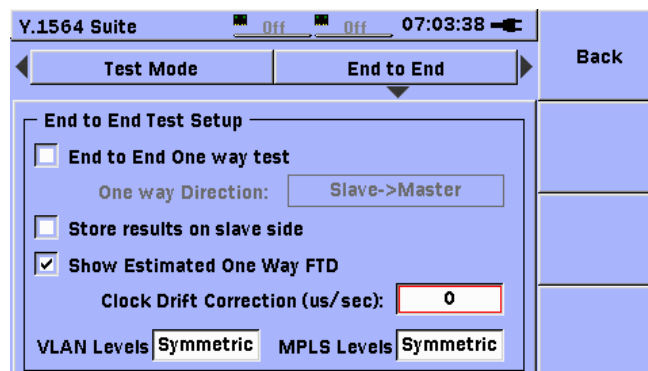 Y.1564 Suite Off Off 07:03:38
Back
Test Mode End to End
End to End Test Setup
End to End One way test
One way Direction: Slave->Master
Store results on slave side
Show Estimated One Way FTD
Clock Drift Correction (us/sec): 0
VLAN Levels Symmetric MPLS Levels Symmetric